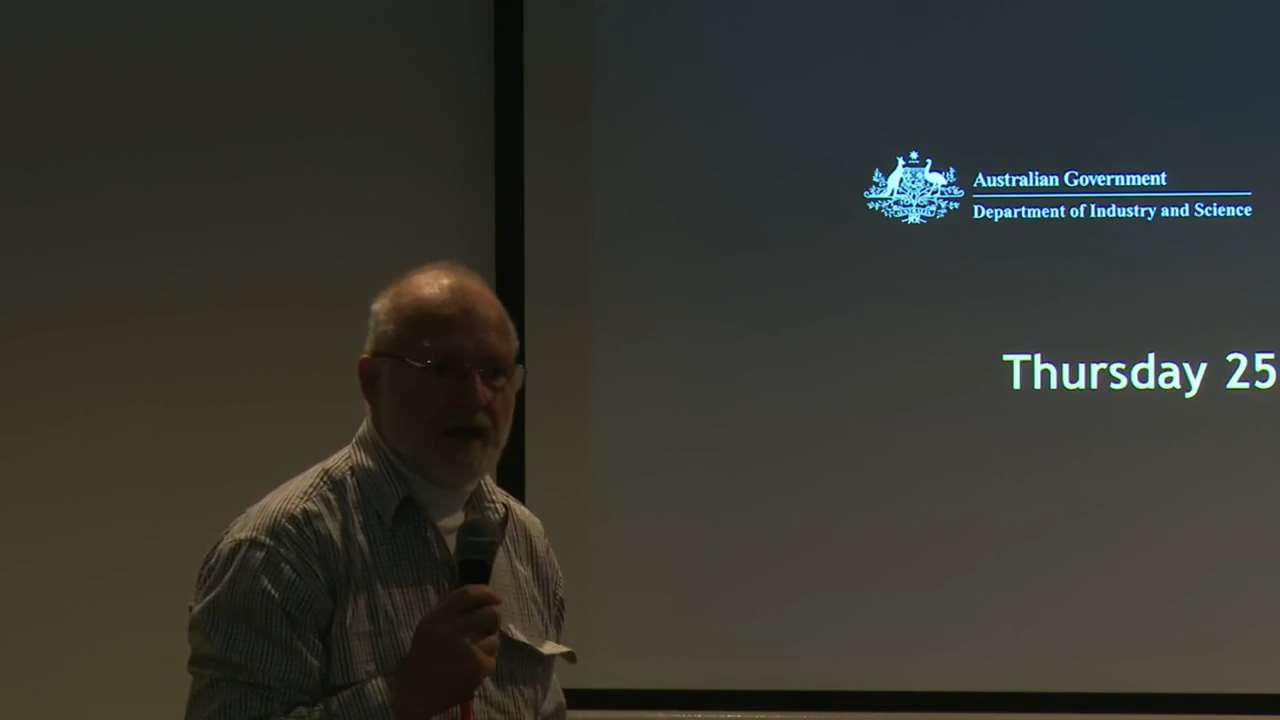 Australian Government
Department of Industry and Science
Thursday 25